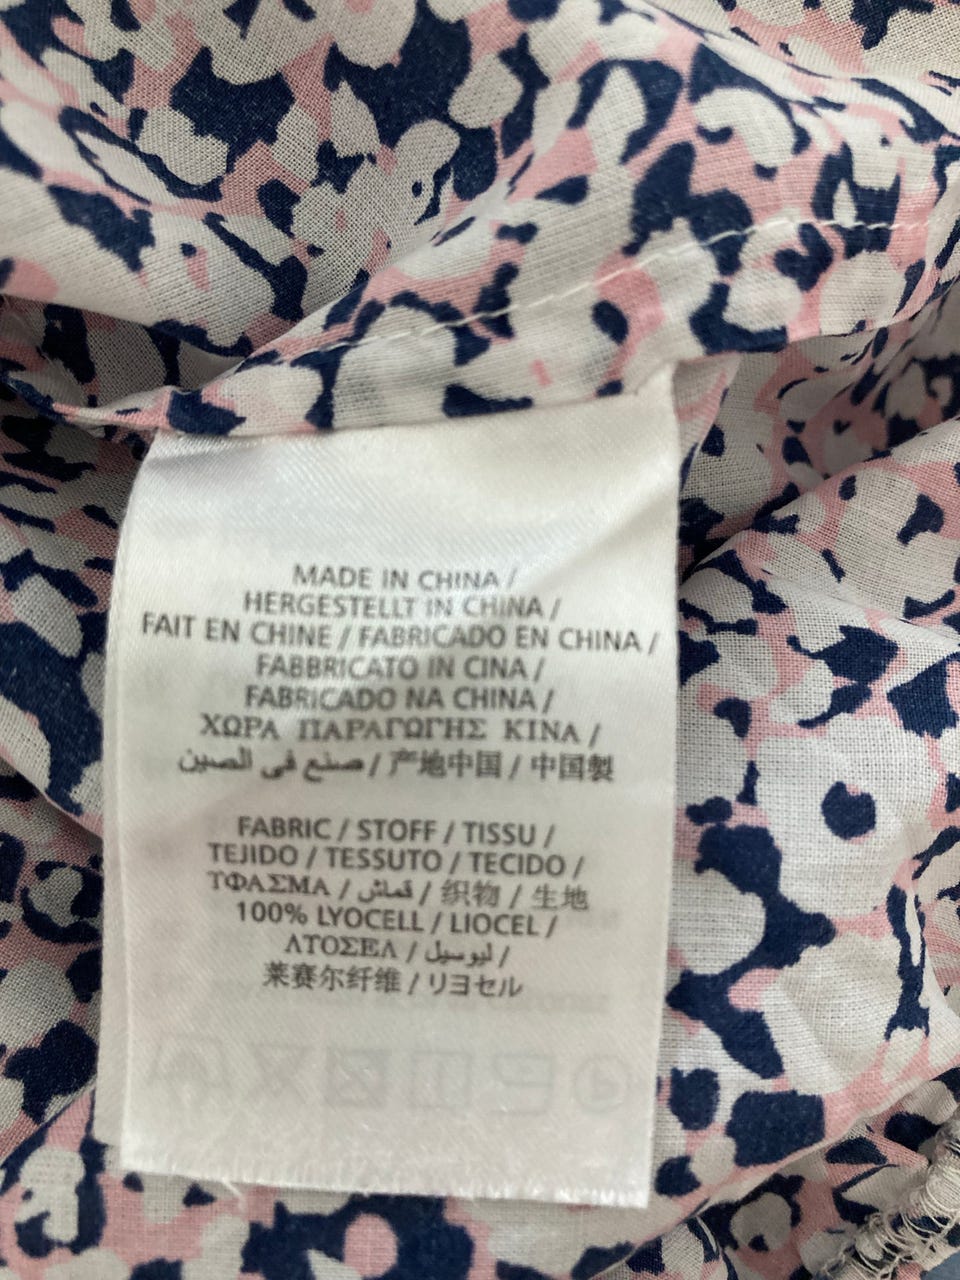 MADE IN CHINA /
HERGESTELLT IN CHINA /
FAIT EN CHINE / FABRICADO EN CHINA /
FABBRICATO IN CINA /
FABRICADO NA CHINA /
ΧΩΡΑ ΠΑΡΑΓΩΓΗΣ ΚΙΝΑ /
صنع في الصين / 产地中国 / 中国製
FABRIC / STOFF / TISSU /
TEJIDO / TESSUTO / TECIDO /
ΤΦΑΣΜΑ / قماش / 织物 / 生地
100% LYOCELL / LIOCEL /
ΛΤΟΣΕΛ / ليوسيل /
莱赛尔纤维 / リヨセル